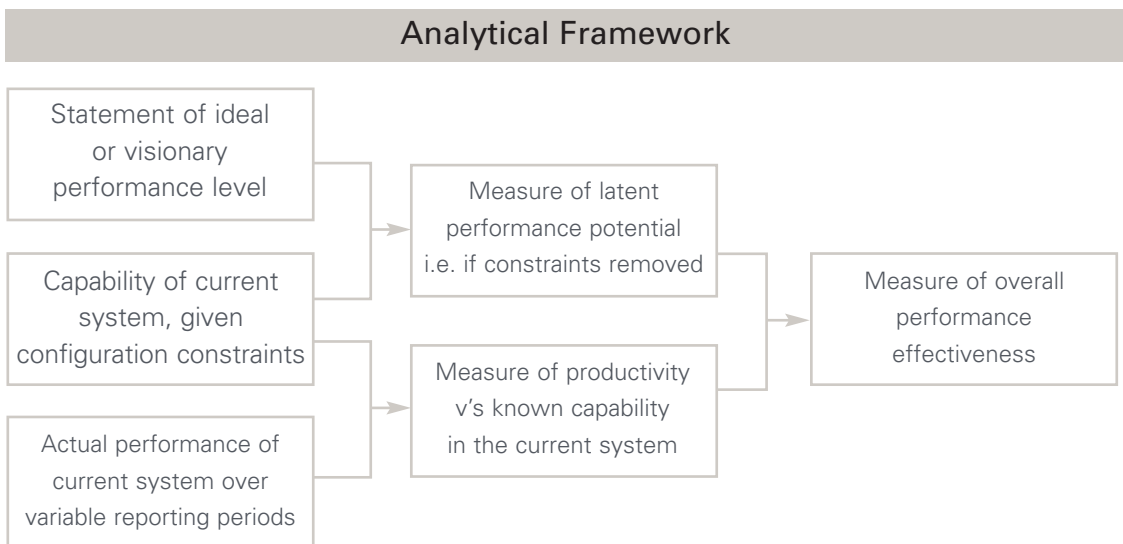 Analytical Framework
Statement of ideal
or visionary
performance level
Capability of current
system, given
configuration constraints
Actual performance of
current system over
variable reporting periods
Measure of latent
performance potential
i.e. if constraints removed
Measure of productivity
v's known capability
in the current system
Measure of overall
performance
effectiveness